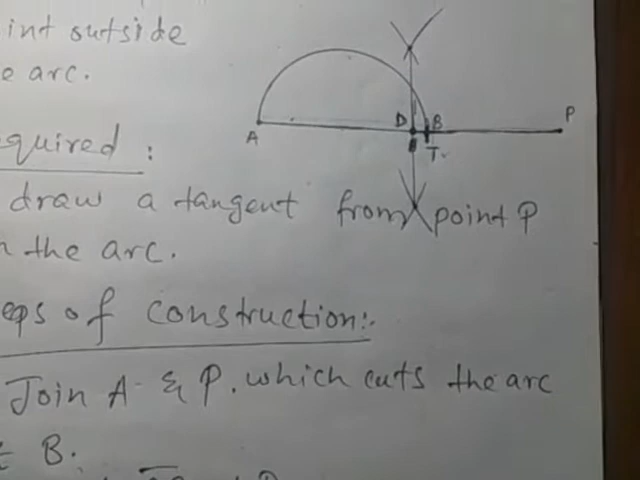 int outside
e arc.
A
D
B
P
T
quired :
draw a tangent from point P
n the arc.
eps of construction:
Join A & P. which cuts the arc
B.